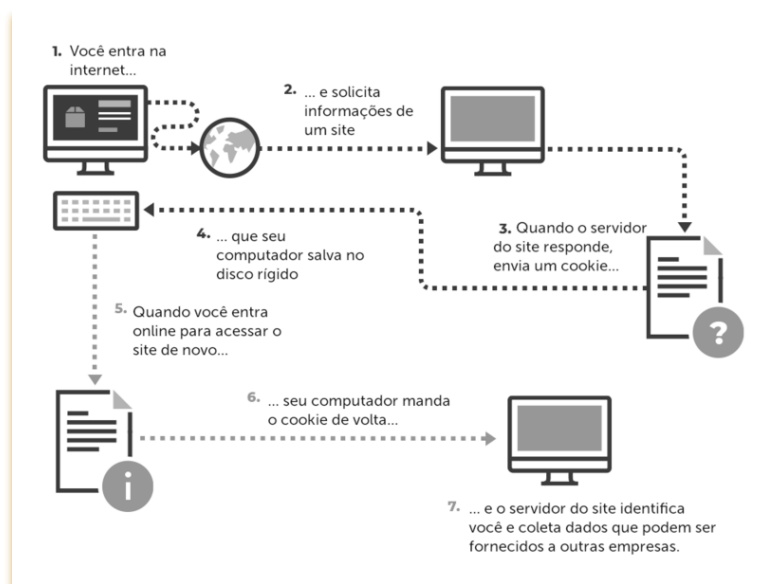 1. Você entra na
internet...
2. ... e solicita
informações de
um site
3. Quando o servidor
do site responde,
envia um cookie...
?
4. ... que seu
computador salva no
disco rígido
5. Quando você entra
online para acessar o
site de novo...
i
6. ... seu computador manda
o cookie de volta...
7. ... e o servidor do site identifica
você e coleta dados que podem ser
fornecidos a outras empresas.